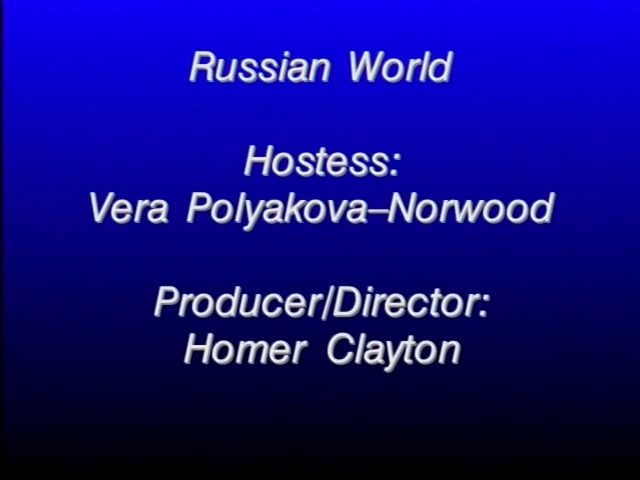 Russian World
Hostess:
Vera Polyakova–Norwood
Producer/Director:
Homer Clayton